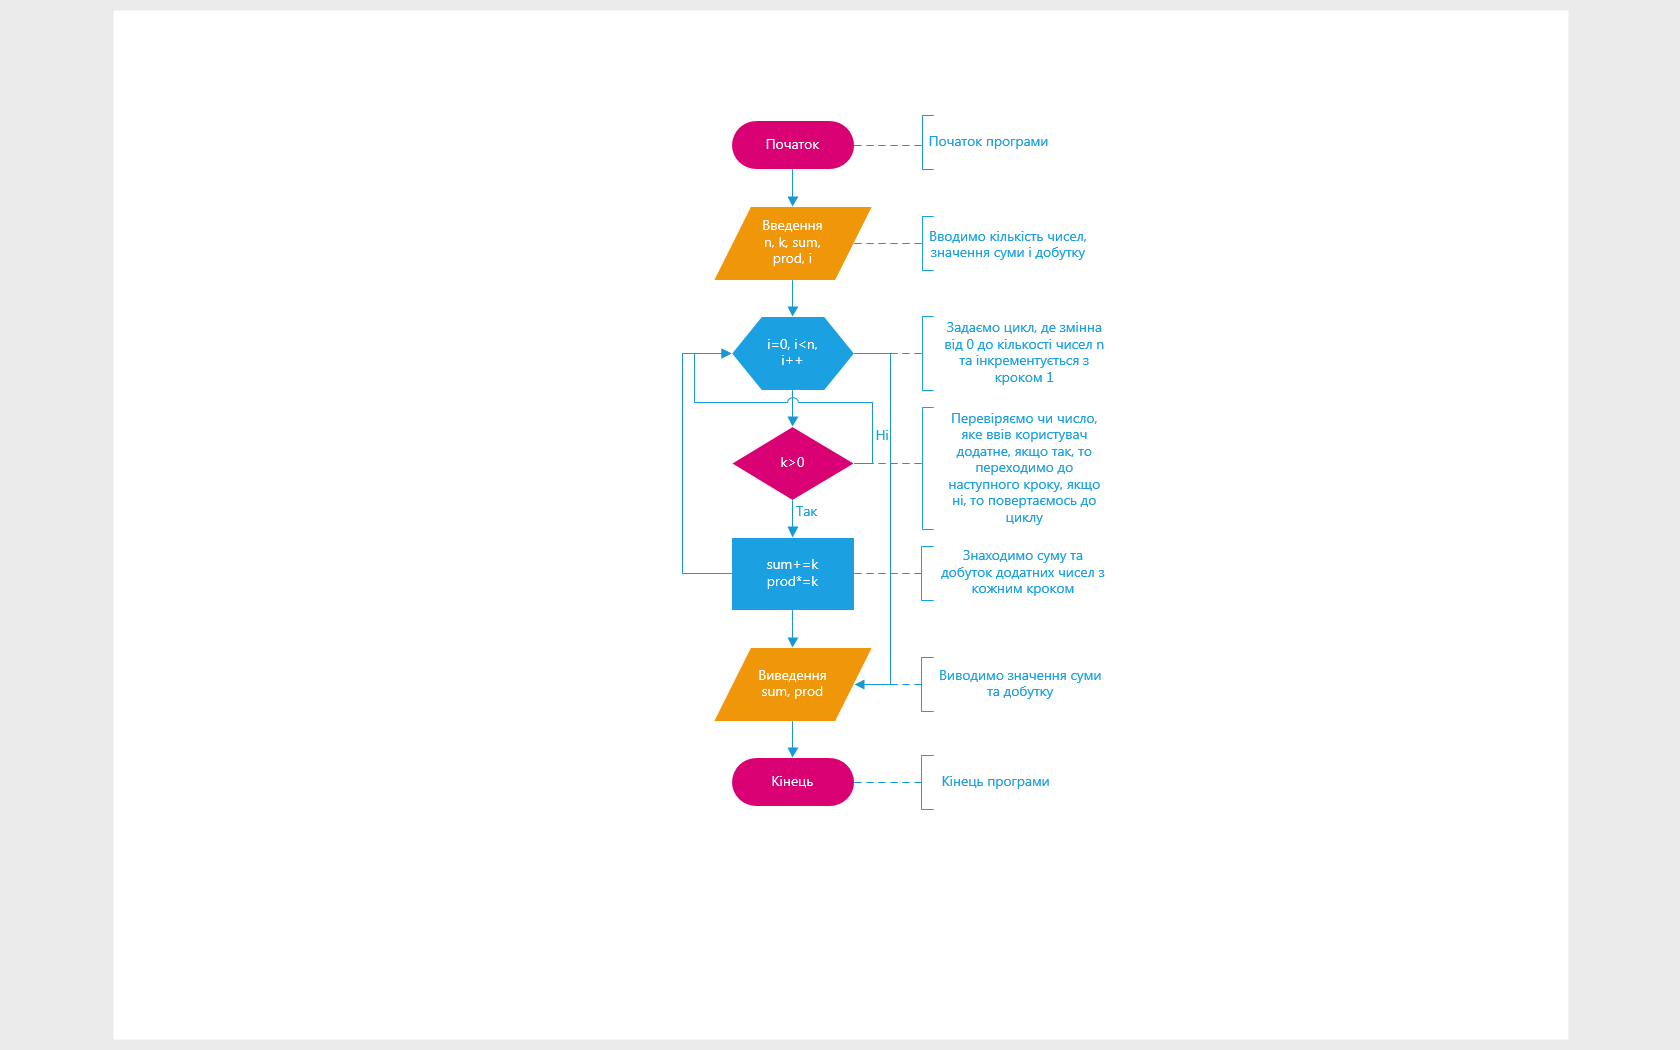 Початок
Початок програми
Введення
n, k, sum,
prod, i
Вводимо кількість чисел,
значення суми і добутку
i=0, i<n,
i++
Задаємо цикл, де змінна
від 0 до кількості чисел n
та інкрементується з
кроком 1
k>0
Ні
Так
Перевіряємо чи число,
яке ввів користувач
додатне, якщо так, то
переходимо до
наступного кроку, якщо
ні, то повертаємось до
циклу
sum+=k
prod*=k
Знаходимо суму та
добуток додатних чисел з
кожним кроком
Виведення
sum, prod
Виводимо значення суми
та добутку
Кінець
Кінець програми